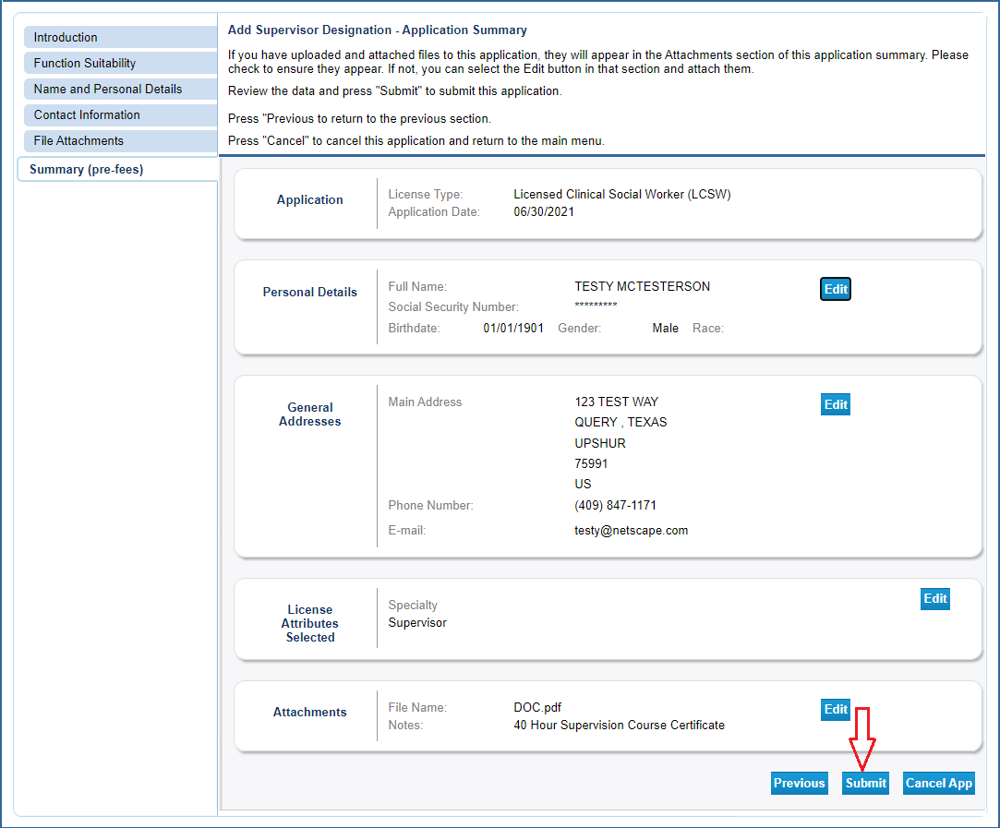 Introduction
Function Suitability
Name and Personal Details
Contact Information
File Attachments
Summary (pre-fees)
Add Supervisor Designation - Application Summary
If you have uploaded and attached files to this application, they will appear in the Attachments section of this application summary. Please
check to ensure they appear. If not, you can select the Edit button in that section and attach them.
Review the data and press "Submit" to submit this application.
Press "Previous to return to the previous section.
Press "Cancel" to cancel this application and return to the main menu.
Application
License Type: Licensed Clinical Social Worker (LCSW)
Application Date: 06/30/2021
Personal Details
Full Name: TESTY MCTESTERSON Edit
Social Security Number: *********
Birthdate: 01/01/1901 Gender: Male Race:
General
Addresses
Main Address 123 TEST WAY Edit
QUERY , TEXAS
UPSHUR
75991
US
Phone Number: (409) 847-1171
E-mail: testy@netscape.com
License
Attributes
Selected
Specialty Edit
Supervisor
Attachments
File Name: DOC.pdf Edit
Notes: 40 Hour Supervision Course Certificate
Previous Submit Cancel App